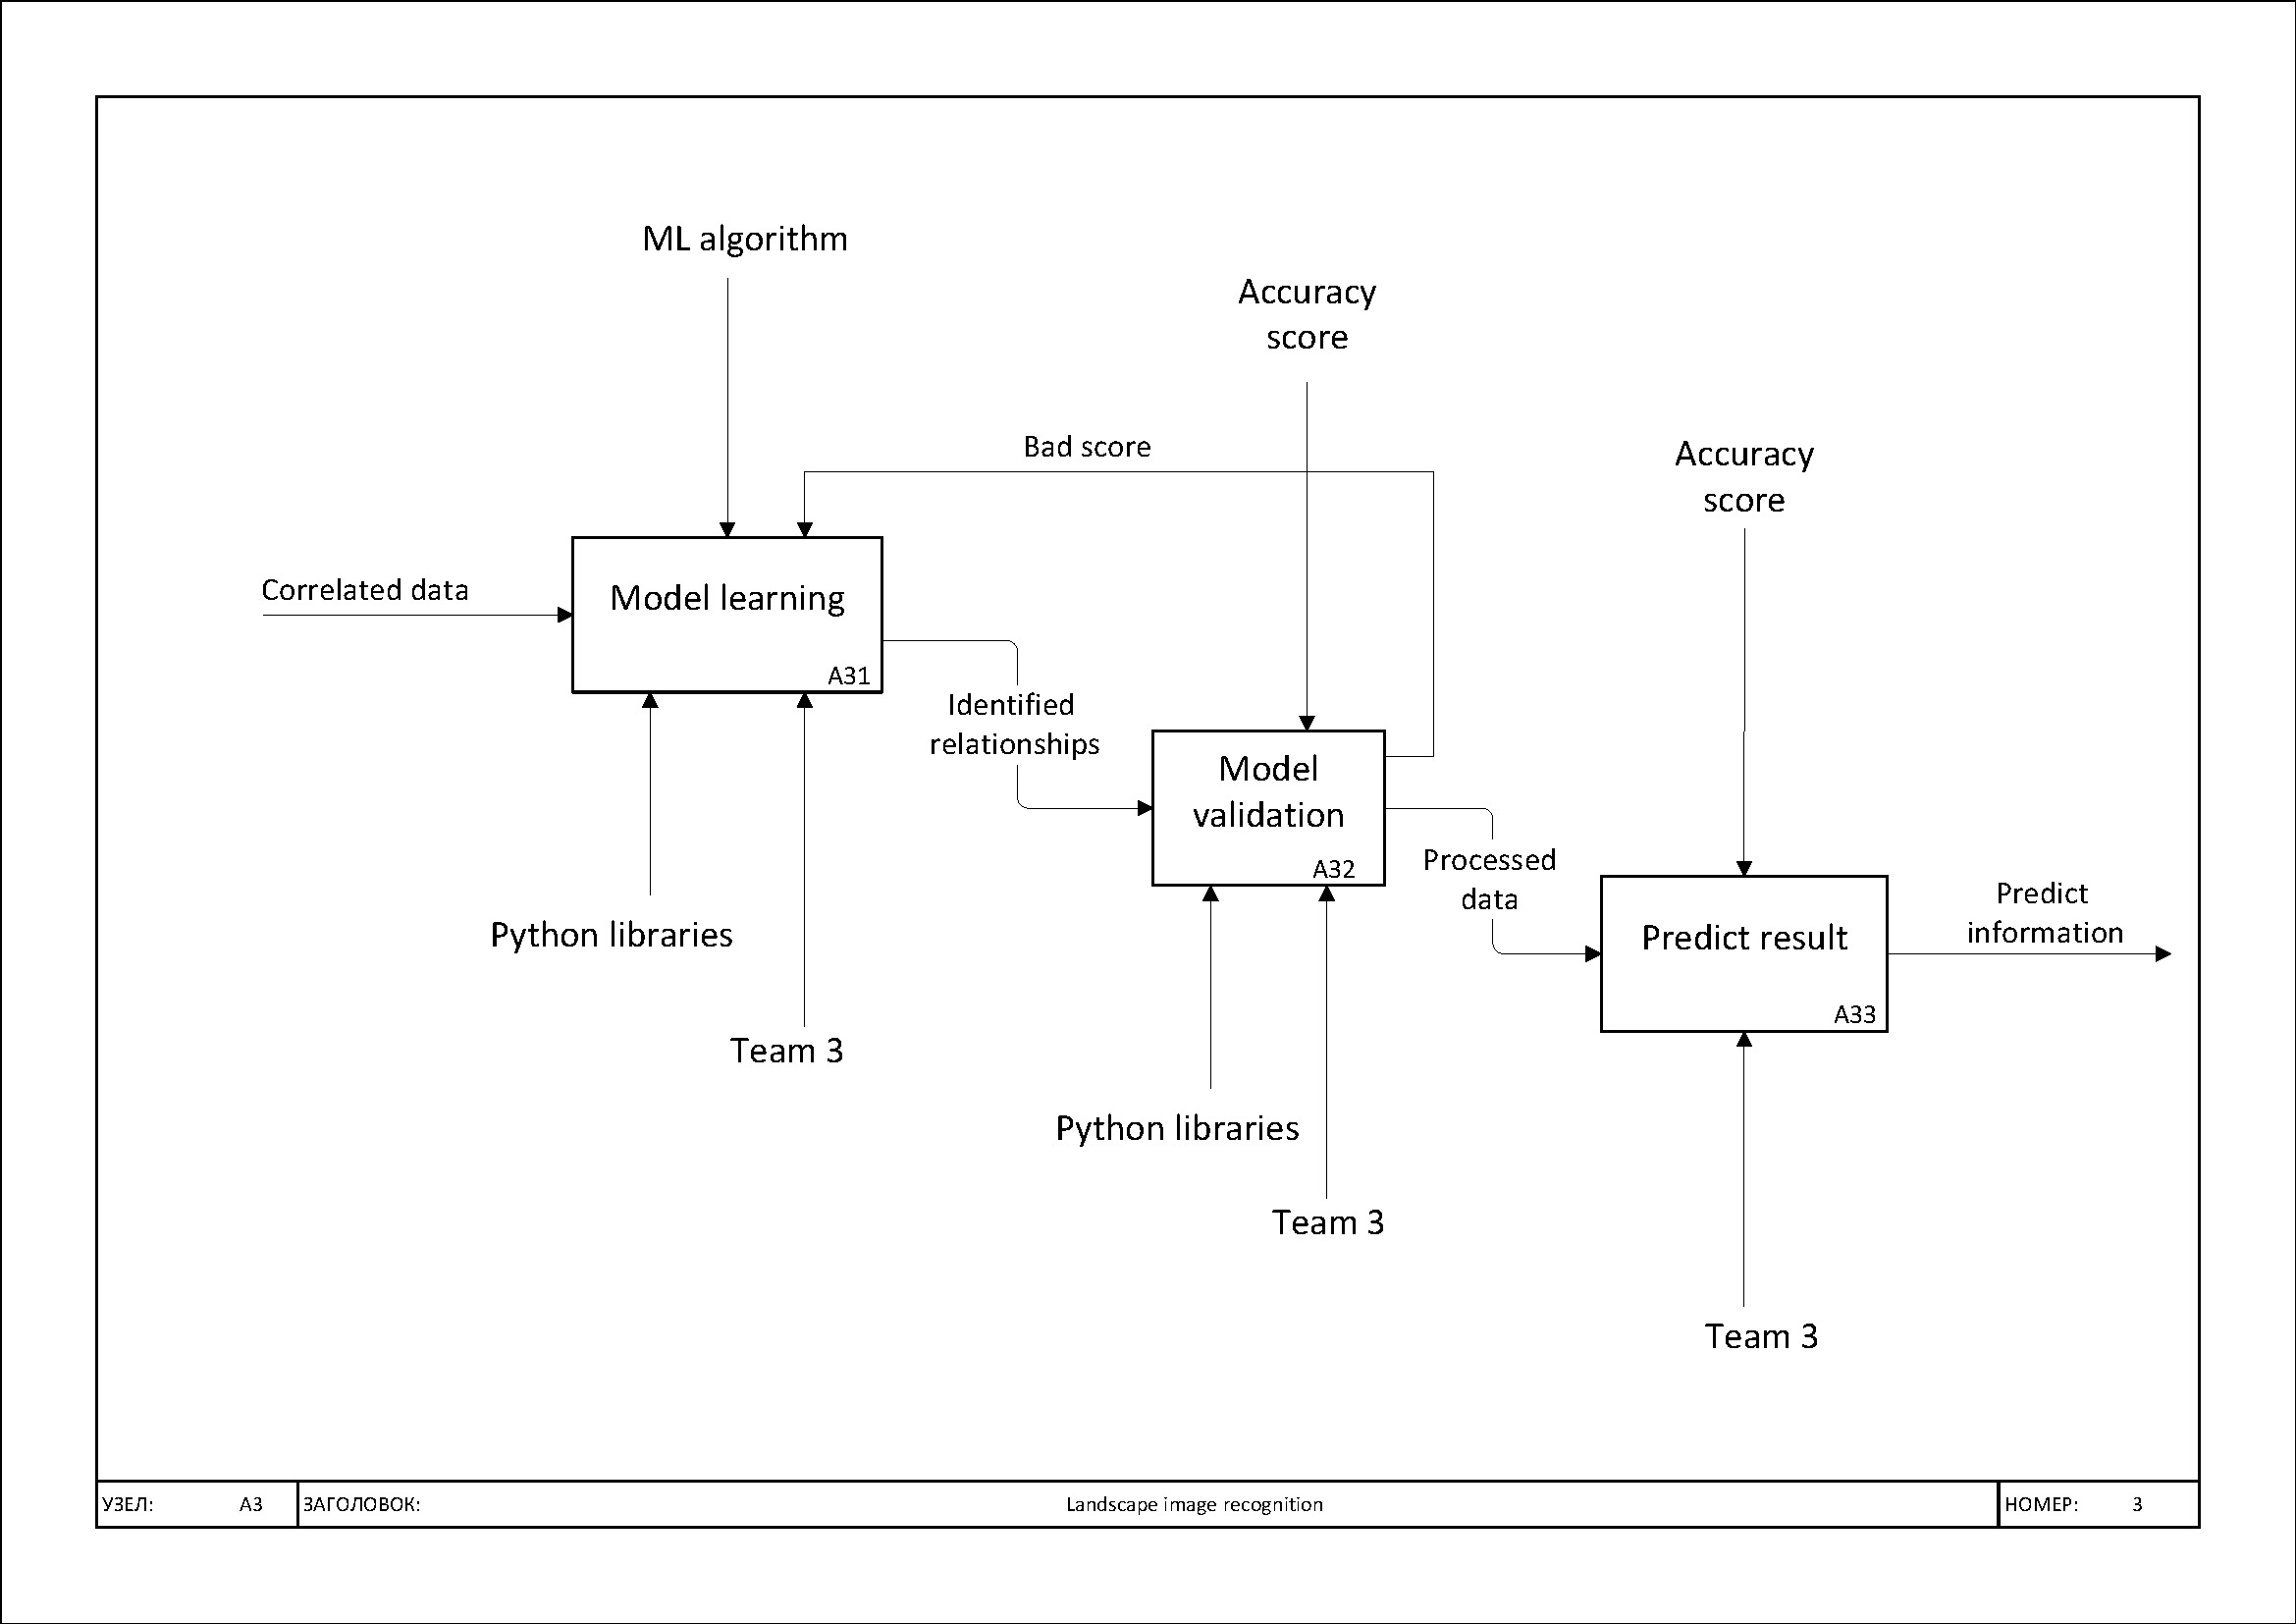 ML algorithm
Accuracy
score
Bad score
Accuracy
score
Correlated data
Model learning
A31
Identified
relationships
Model
validation
A32
Processed
data
Python libraries
Predict result
A33
Predict
information
Team 3
Python libraries
Team 3
Team 3
УЗЕЛ: A3
ЗАГОЛОВОК: Landscape image recognition
НОМЕР: 3